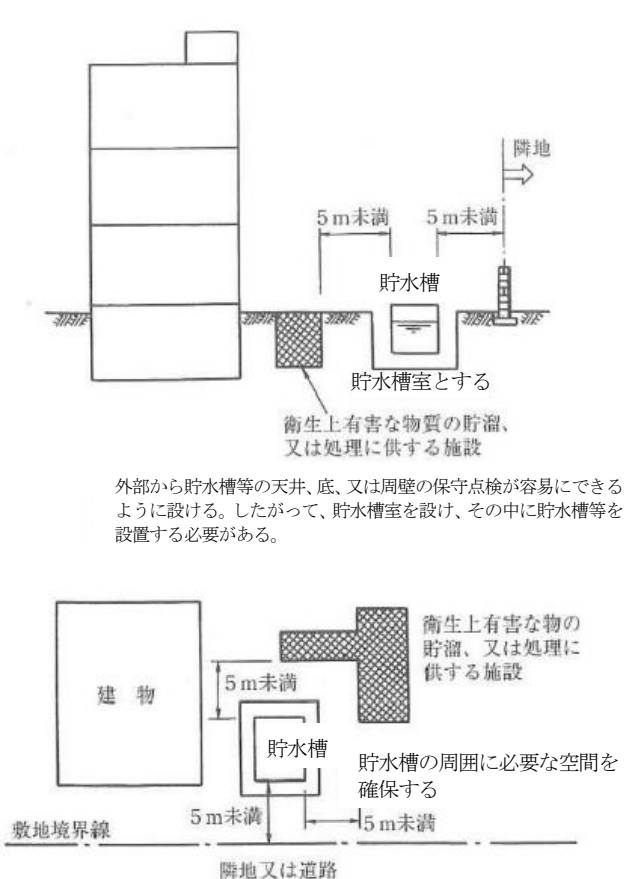 隣地
5m未満 5m未満
貯水槽
貯水槽室とする
衛生上有害な物質の貯溜、
又は処理に供する施設
外部から貯水槽等の天井、底、又は周壁の保守点検が容易にできる
ように設ける。したがって、貯水槽室を設け、その中に貯水槽等を
設置する必要がある。
衛生上有害な物の
貯溜、又は処理に
供する施設
建物
5m未満
貯水槽
貯水槽の周囲に必要な空間を
確保する
5m未満
5m未満
敷地境界線
隣地又は道路